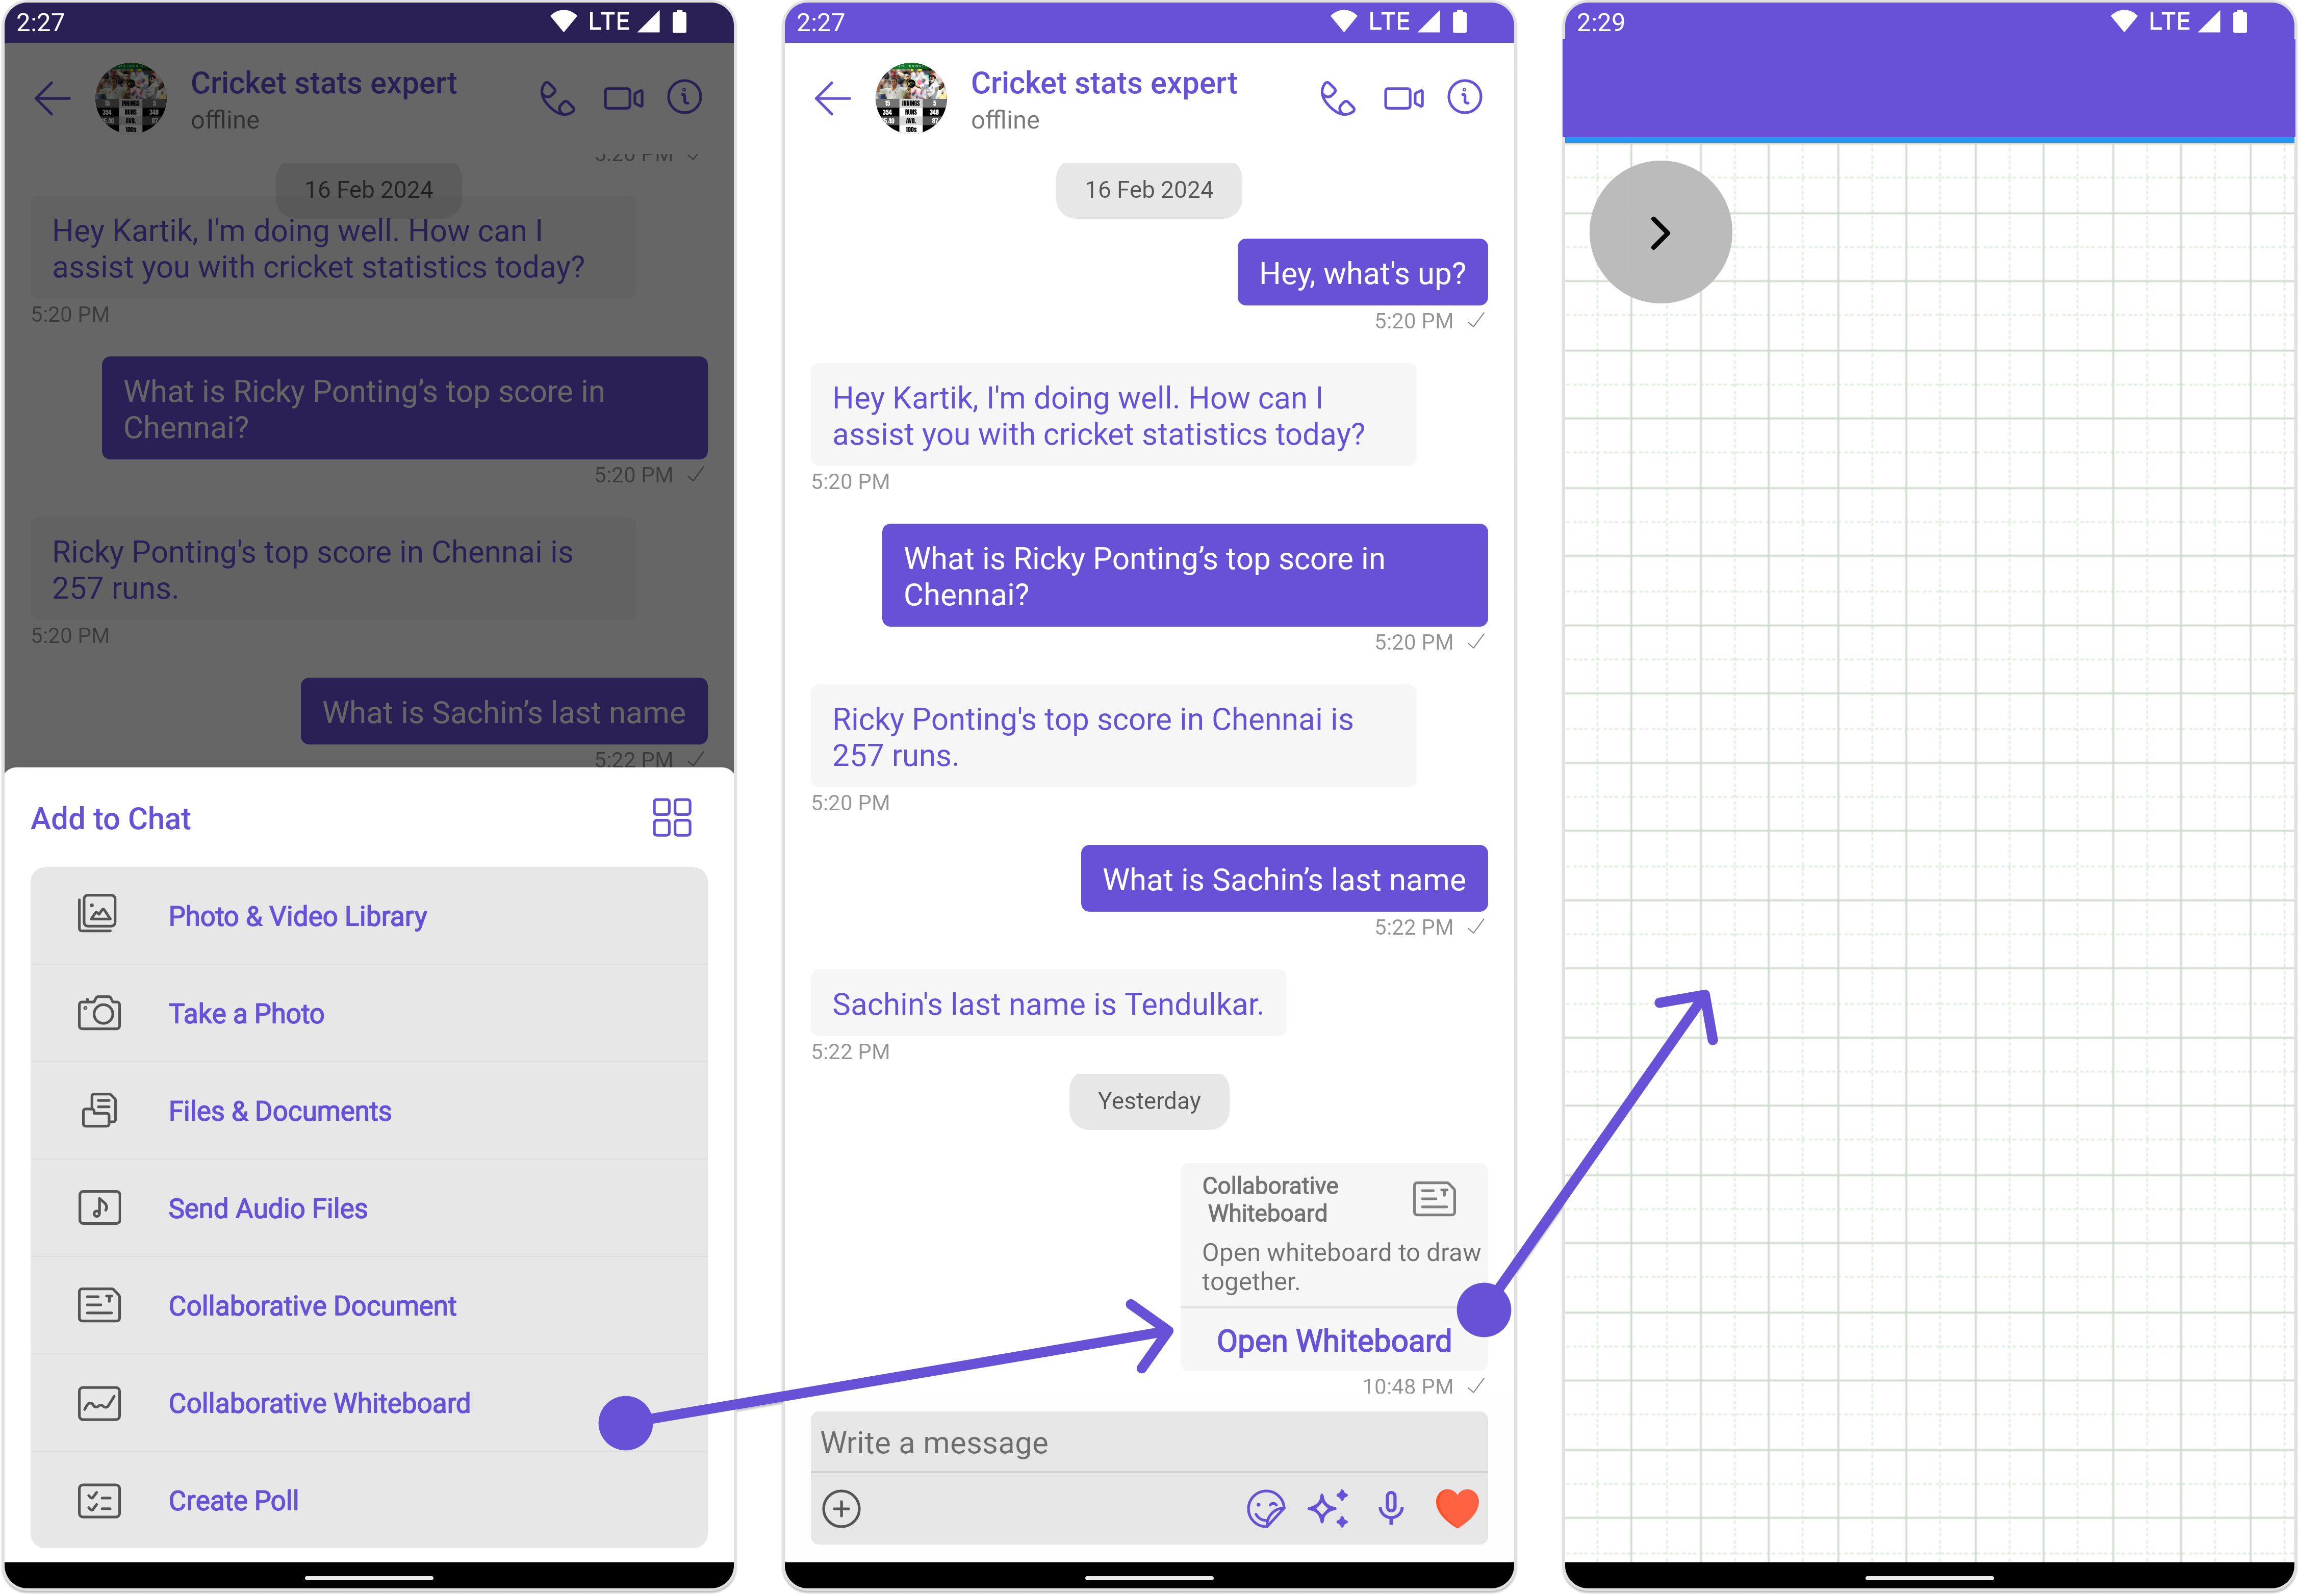 2:27
LTE
Cricket stats expert
offline
5:20 PM
16 Feb 2024
Hey Kartik, I'm doing well. How can I
assist you with cricket statistics today?
5:20 PM
What is Ricky Ponting’s top score in
Chennai?
5:20 PM
Ricky Ponting's top score in Chennai is
257 runs.
5:20 PM
What is Sachin’s last name
5:22 PM
Add to Chat
Photo & Video Library
Take a Photo
Files & Documents
Send Audio Files
Collaborative Document
Collaborative Whiteboard
Create Poll
2:27
LTE
Cricket stats expert
offline
16 Feb 2024
Hey, what's up?
5:20 PM
Hey Kartik, I'm doing well. How can I
assist you with cricket statistics today?
5:20 PM
What is Ricky Ponting’s top score in
Chennai?
5:20 PM
Ricky Ponting's top score in Chennai is
257 runs.
5:20 PM
What is Sachin’s last name
5:22 PM
Sachin's last name is Tendulkar.
5:22 PM
Yesterday
Collaborative
Whiteboard
Open whiteboard to draw
together.
Open Whiteboard
10:48 PM
Write a message
2:29
LTE